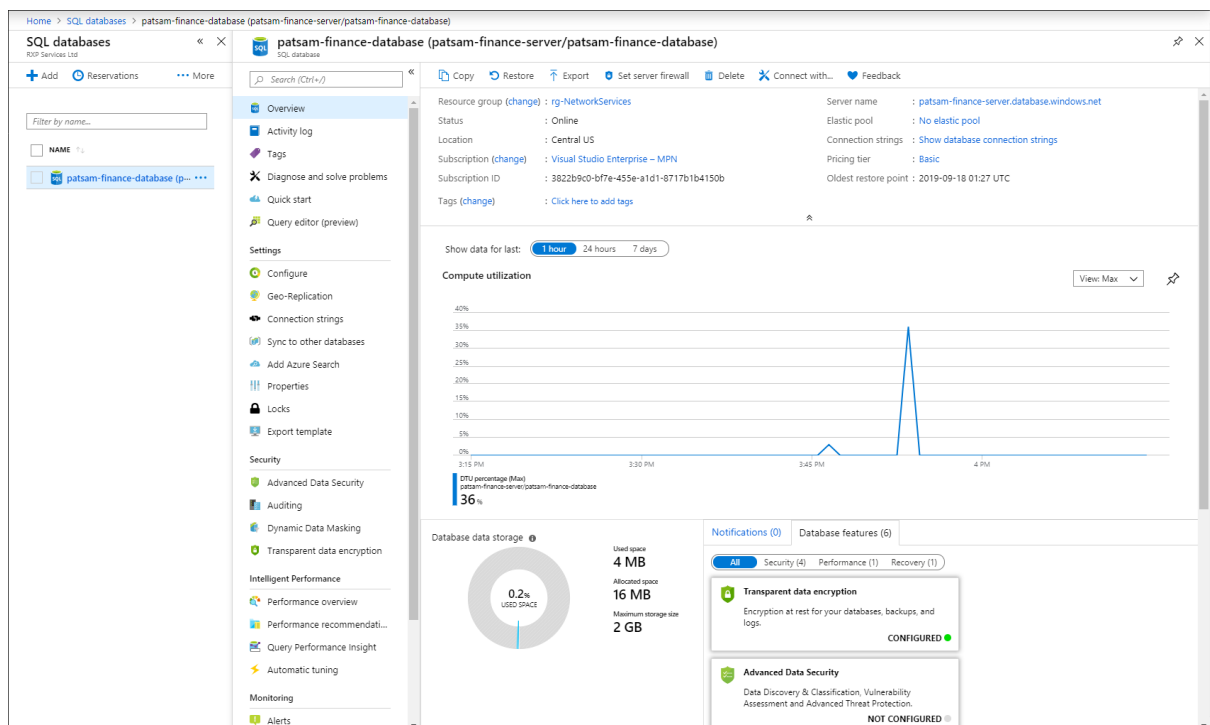 Home > SQL databases > patsam-finance-database (patsam-finance-server/patsam-finance-database)
SQL databases
RXP Services Ltd
Add Reservations ··· More
Filter by name...
NAME ↑↓
patsam-finance-database (p··· ···
patsam-finance-database (patsam-finance-server/patsam-finance-database)
SQL database
Search (Ctrl+/)
Overview
Activity log
Tags
Diagnose and solve problems
Quick start
Query editor (preview)
Settings
Configure
Geo-Replication
Connection strings
Sync to other databases
Add Azure Search
Properties
Locks
Export template
Security
Advanced Data Security
Auditing
Dynamic Data Masking
Transparent data encryption
Intelligent Performance
Performance overview
Performance recommendati...
Query Performance Insight
Automatic tuning
Monitoring
Alerts
Copy Restore Export Set server firewall Delete Connect with... Feedback
Resource group (change) : rg-NetworkServices
Status : Online
Location : Central US
Subscription (change) : Visual Studio Enterprise – MPN
Subscription ID : 3822b9c0-bf7e-455e-a1d1-8717b1b4150b
Tags (change) : Click here to add tags
Server name : patsam-finance-server.database.windows.net
Elastic pool : No elastic pool
Connection strings : Show database connection strings
Pricing tier : Basic
Oldest restore point : 2019-09-18 01:27 UTC
Show data for last: 1 hour 24 hours 7 days
Compute utilization
View: Max
40%
35%
30%
25%
20%
15%
10%
5%
0%
3:15 PM 3:30 PM 3:45 PM 4 PM
DTU percentage (Max)
patsam-finance-server/patsam-finance-database
36 %
Database data storage
0.2%
USED SPACE
Used space
4 MB
Allocated space
16 MB
Maximum storage size
2 GB
Notifications (0) Database features (6)
All Security (4) Performance (1) Recovery (1)
Transparent data encryption
Encryption at rest for your databases, backups, and
logs.
CONFIGURED
Advanced Data Security
Data Discovery & Classification, Vulnerability
Assessment and Advanced Threat Protection.
NOT CONFIGURED